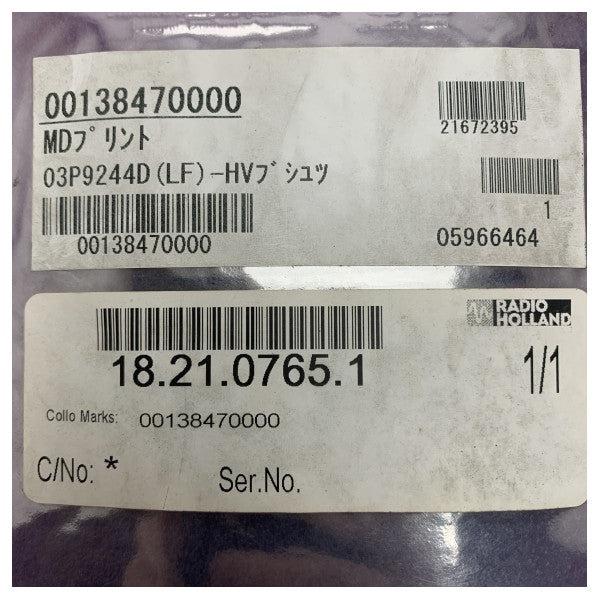 00138470000
21672395
MDﾌﾟﾘﾝﾄ
03P9244D(LF)-HVﾌﾞｼｭﾂ
1
00138470000
05966464
RADIO
HOLLAND
18.21.0765.1
1/1
Collo Marks: 00138470000
C/No: *
Ser.No.